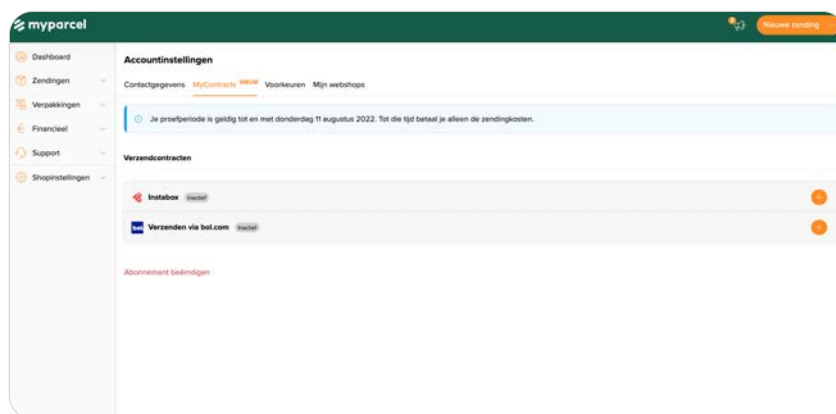 myparcel
Nieuwe zending
Dashboard
Zendingen
Verpakkingen
Financieel
Support
Shopinstellingen
Accountinstellingen
Contactgegevens MyContracts NIEUW Voorkeuren Mijn webshops
Je proefperiode is geldig tot en met donderdag 11 augustus 2022. Tot die tijd betaal je alleen de zendingkosten.
Verzendcontracten
Instabox Inactief
bol. Verzenden via bol.com Inactief
Abonnement beëindigen